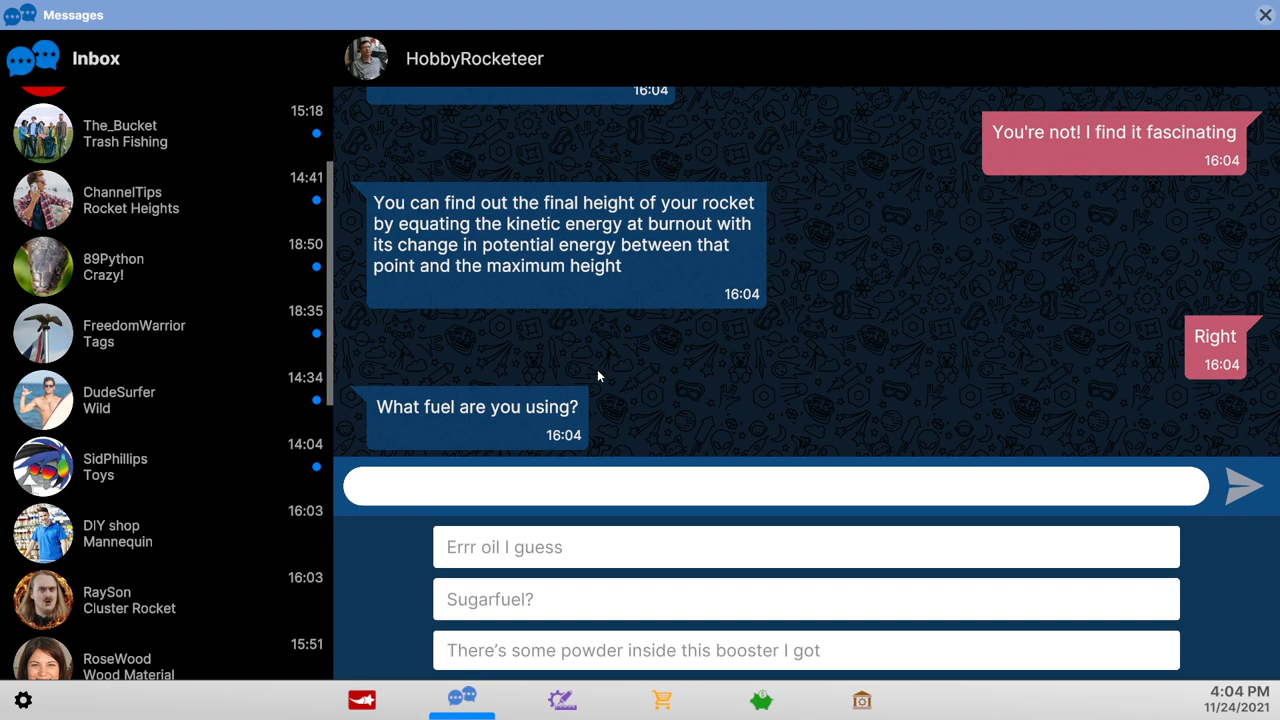 Messages
Inbox
HobbyRocketeer
15:18
The_Bucket
Trash Fishing
14:41
ChannelTips
Rocket Heights
18:50
89Python
Crazy!
18:35
FreedomWarrior
Tags
14:34
DudeSurfer
Wild
14:04
SidPhillips
Toys
16:03
DIY shop
Mannequin
16:03
RaySon
Cluster Rocket
15:51
RoseWood
Wood Material
16:04
You're not! I find it fascinating
16:04
You can find out the final height of your rocket
by equating the kinetic energy at burnout with
its change in potential energy between that
point and the maximum height
16:04
Right
16:04
What fuel are you using?
16:04
Errr oil I guess
Sugarfuel?
There's some powder inside this booster I got
4:04 PM
11/24/2021